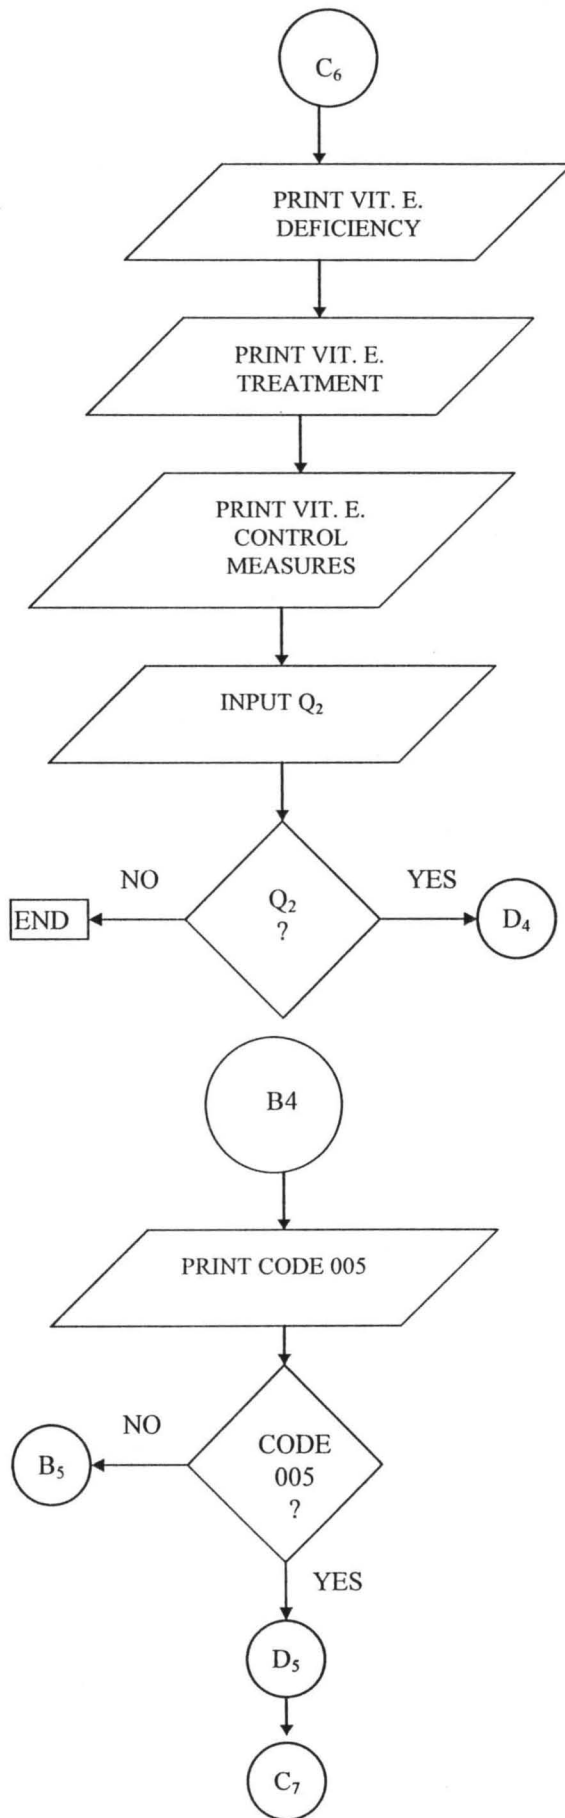 C₆
PRINT VIT. E.
DEFICIENCY
PRINT VIT. E.
TREATMENT
PRINT VIT. E.
CONTROL
MEASURES
INPUT Q₂
NO
YES
END
Q₂
?
D₄
B4
PRINT CODE 005
NO
B₅
CODE
005
?
YES
D₅
C₇